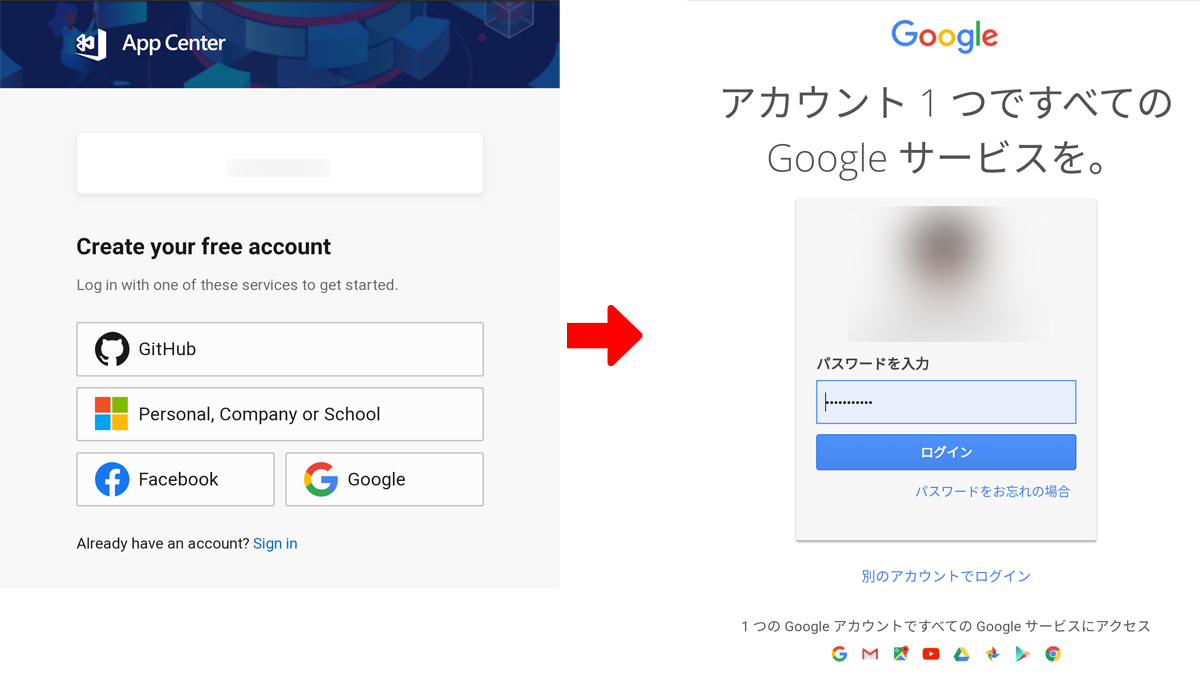 App Center
Create your free account
Log in with one of these services to get started.
GitHub
Personal, Company or School
Facebook
Google
Already have an account? Sign in
Google
アカウント 1 つですべての
Google サービスを。
パスワードを入力
ログイン
パスワードをお忘れの場合
別のアカウントでログイン
1 つの Google アカウントですべての Google サービスにアクセス